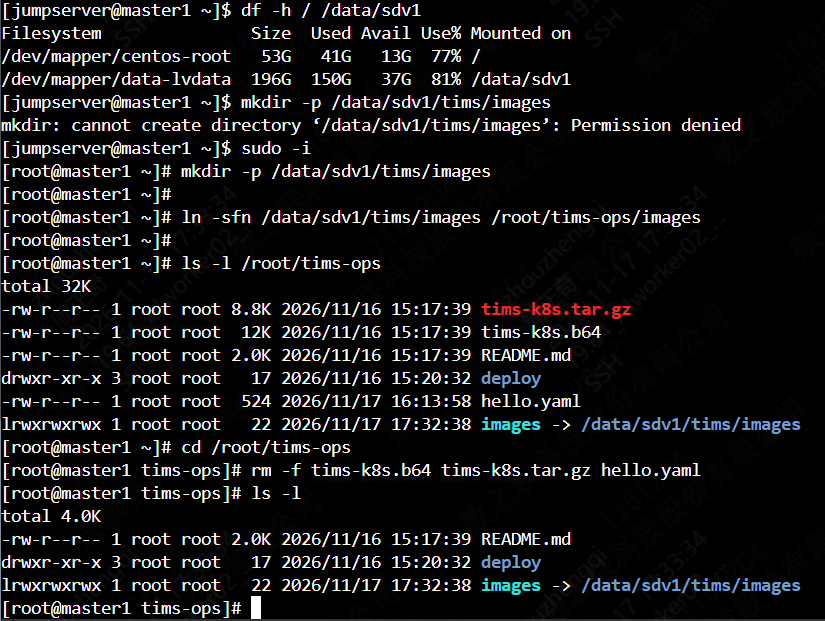 [jumpserver@master1 ~]$ df -h / /data/sdv1
Filesystem               Size  Used Avail Use% Mounted on
/dev/mapper/centos-root   53G   41G   13G  77% /
/dev/mapper/data-lvdata  196G  150G   37G  81% /data/sdv1
[jumpserver@master1 ~]$ mkdir -p /data/sdv1/tims/images
mkdir: cannot create directory ‘/data/sdv1/tims/images’: Permission denied
[jumpserver@master1 ~]$ sudo -i
[root@master1 ~]# mkdir -p /data/sdv1/tims/images
[root@master1 ~]#
[root@master1 ~]# ln -sfn /data/sdv1/tims/images /root/tims-ops/images
[root@master1 ~]#
[root@master1 ~]# ls -l /root/tims-ops
total 32K
-rw-r--r-- 1 root root 8.8K 2026/11/16 15:17:39 tims-k8s.tar.gz
-rw-r--r-- 1 root root  12K 2026/11/16 15:17:39 tims-k8s.b64
-rw-r--r-- 1 root root 2.0K 2026/11/16 15:17:39 README.md
drwxr-xr-x 3 root root   17 2026/11/16 15:20:32 deploy
-rw-r--r-- 1 root root  524 2026/11/17 16:13:58 hello.yaml
lrwxrwxrwx 1 root root   22 2026/11/17 17:32:38 images -> /data/sdv1/tims/images
[root@master1 ~]# cd /root/tims-ops
[root@master1 tims-ops]# rm -f tims-k8s.b64 tims-k8s.tar.gz hello.yaml
[root@master1 tims-ops]# ls -l
total 4.0K
-rw-r--r-- 1 root root 2.0K 2026/11/16 15:17:39 README.md
drwxr-xr-x 3 root root   17 2026/11/16 15:20:32 deploy
lrwxrwxrwx 1 root root   22 2026/11/17 17:32:38 images -> /data/sdv1/tims/images
[root@master1 tims-ops]#